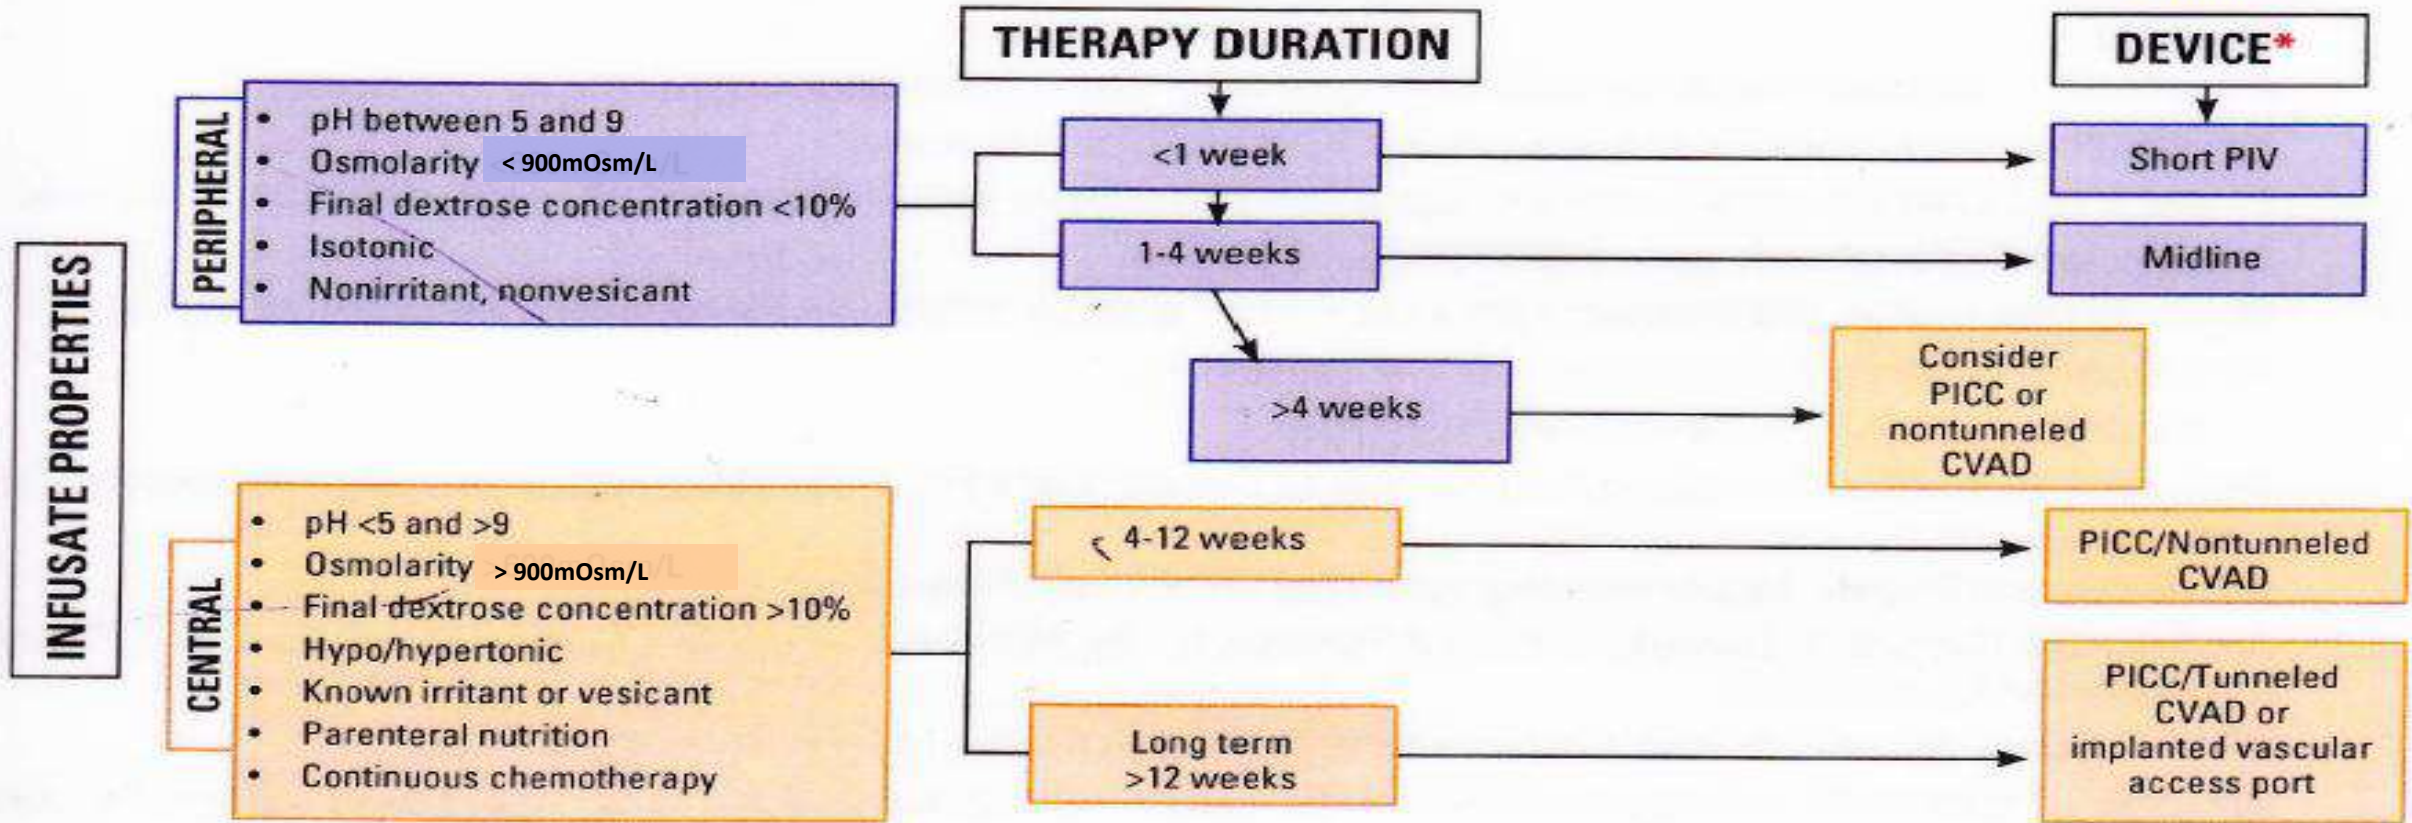 THERAPY DURATION
DEVICE*
INFUSATE PROPERTIES
PERIPHERAL
• pH between 5 and 9
• Osmolarity < 900mOsm/L
• Final dextrose concentration <10%
• Isotonic
• Nonirritant, nonvesicant
<1 week
Short PIV
1-4 weeks
Midline
>4 weeks
Consider
PICC or
nontunneled
CVAD
CENTRAL
• pH <5 and >9
• Osmolarity > 900mOsm/L
• Final dextrose concentration >10%
• Hypo/hypertonic
• Known irritant or vesicant
• Parenteral nutrition
• Continuous chemotherapy
4-12 weeks
PICC/Nontunneled
CVAD
Long term
>12 weeks
PICC/Tunneled
CVAD or
implanted vascular
access port